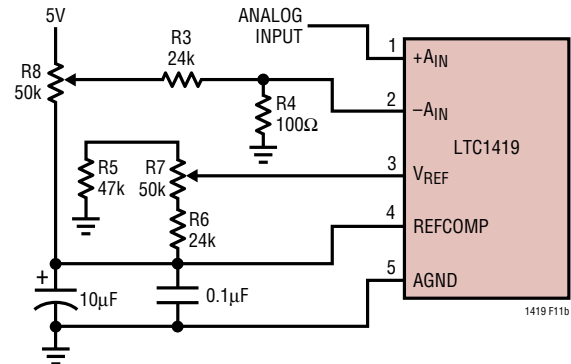 5V
R8
50k
R3
24k
R4
100Ω
ANALOG
INPUT
R5
47k
R7
50k
R6
24k
+
10µF
0.1µF
1
+AIN
2
–AIN
LTC1419
3
VREF
4
REFCOMP
5
AGND
1419 F11b